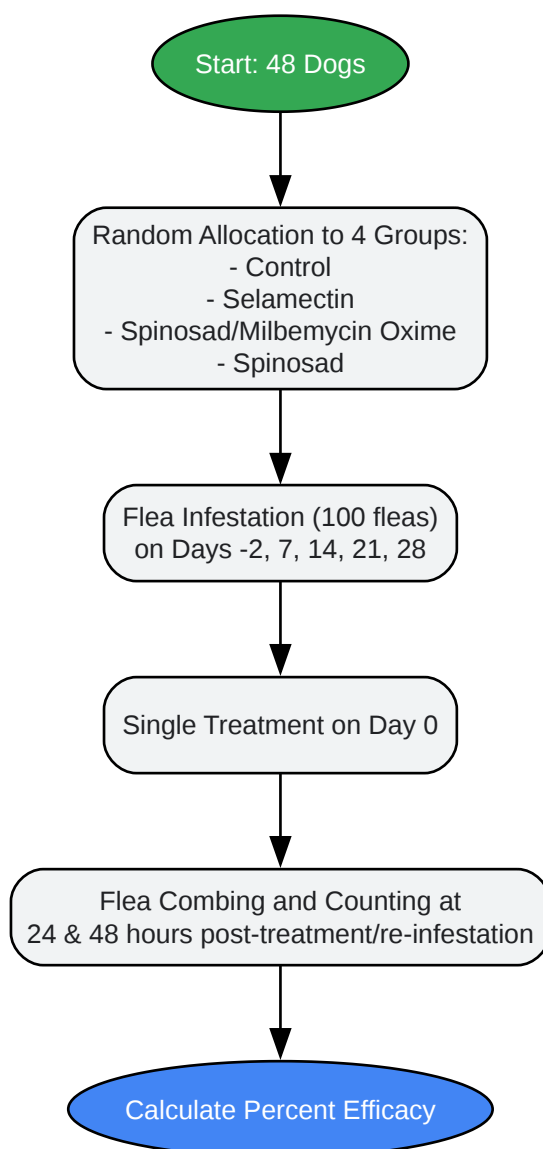 Start: 48 Dogs
Random Allocation to 4 Groups:
- Control
- Selamectin
- Spinosad/Milbemycin Oxime
- Spinosad
Flea Infestation (100 fleas)
on Days -2, 7, 14, 21, 28
Single Treatment on Day 0
Flea Combing and Counting at
24 & 48 hours post-treatment/re-infestation
Calculate Percent Efficacy